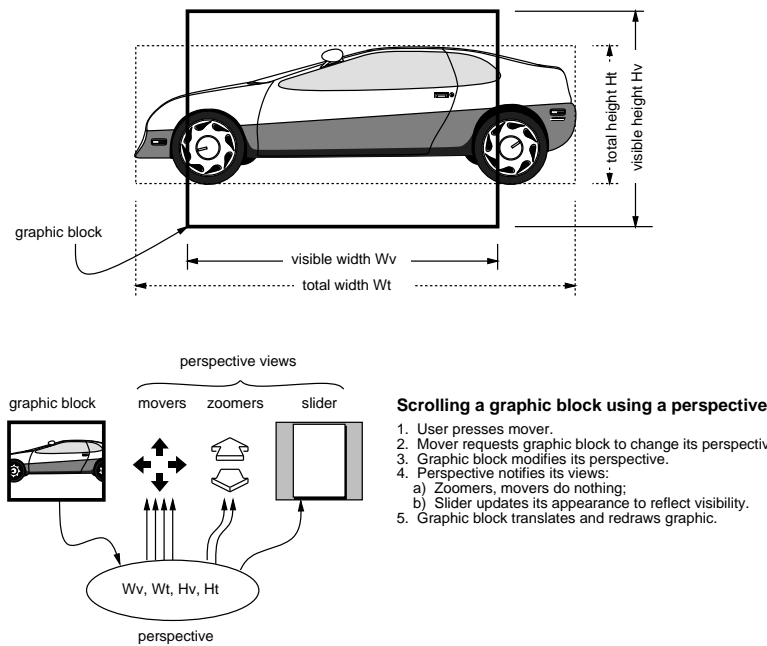 total height Ht
visible height Hv
graphic block
visible width Wv
total width Wt
perspective views
graphic block
movers
zoomers
slider
Wv, Wt, Hv, Ht
perspective
Scrolling a graphic block using a perspective
1. User presses mover.
2. Mover requests graphic block to change its perspectiv
3. Graphic block modifies its perspective.
4. Perspective notifies its views:
a) Zoomers, movers do nothing;
b) Slider updates its appearance to reflect visibility.
5. Graphic block translates and redraws graphic.